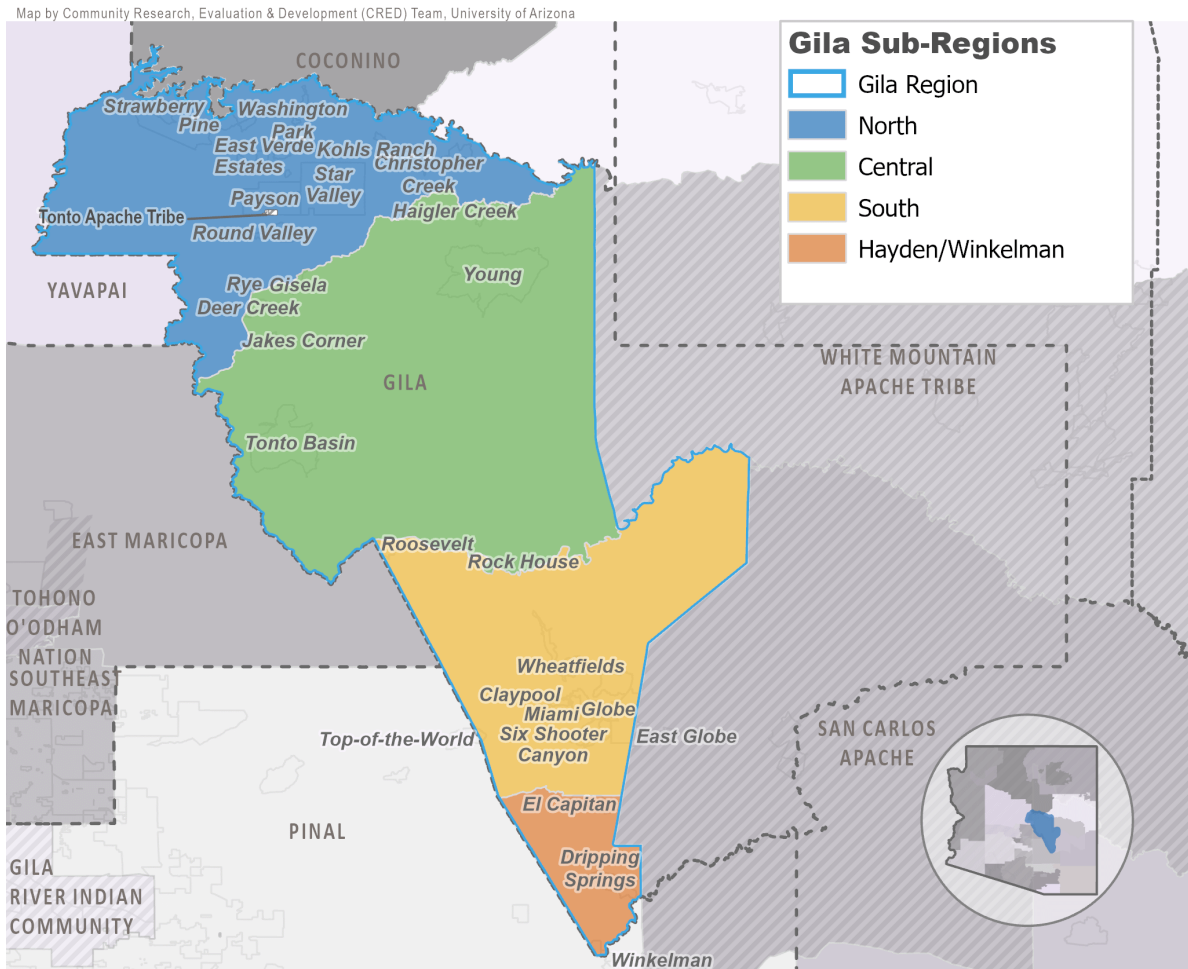 Map by Community Research, Evaluation & Development (CRED) Team, University of Arizona
Gila Sub-Regions
Gila Region
North
Central
South
Hayden/Winkelman
COCONINO
Strawberry
Pine
Washington
Park
East Verde
Estates
Kohls Ranch
Christopher
Creek
Star
Valley
Payson
Tonto Apache Tribe
Haigler Creek
Round Valley
YAVAPAI
Rye Gisela
Deer Creek
Young
Jakes Corner
GILA
WHITE MOUNTAIN
APACHE TRIBE
Tonto Basin
EAST MARICOPA
Roosevelt
Rock House
TOHONO
O'ODHAM
NATION
SOUTHEAST
MARICOPA
Wheatfields
Claypool
Miami
Globe
Six Shooter
Canyon
Top-of-the-World
East Globe
SAN CARLOS
APACHE
El Capitan
PINAL
Dripping
Springs
GILA
RIVER INDIAN
COMMUNITY
Winkelman